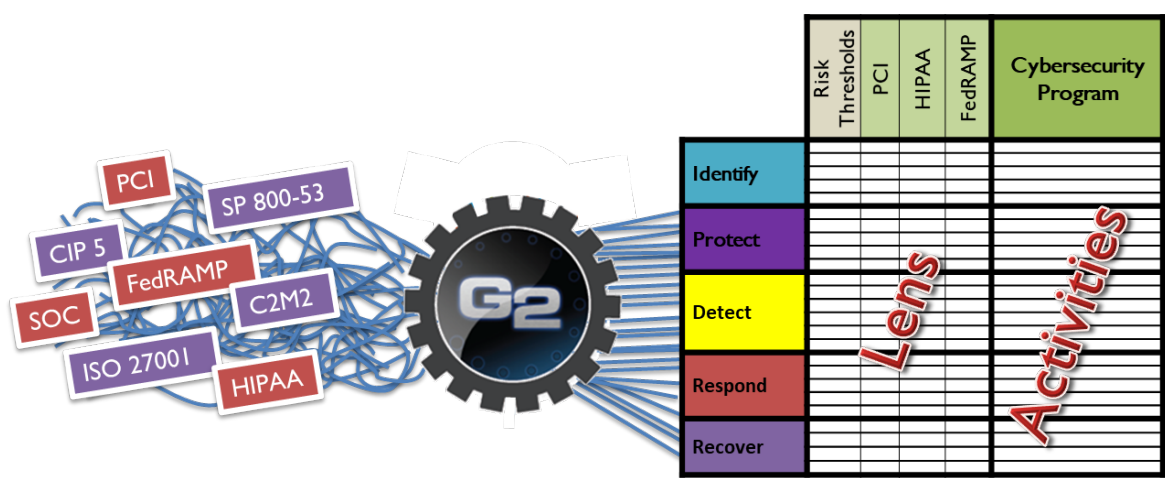 PCI
SP 800-53
CIP 5
FedRAMP
C2M2
SOC
ISO 27001
HIPAA
G2
Risk
Thresholds
PCI
HIPAA
FedRAMP
Cybersecurity
Program
Identify
Protect
Detect
Respond
Recover
Lens
Activities